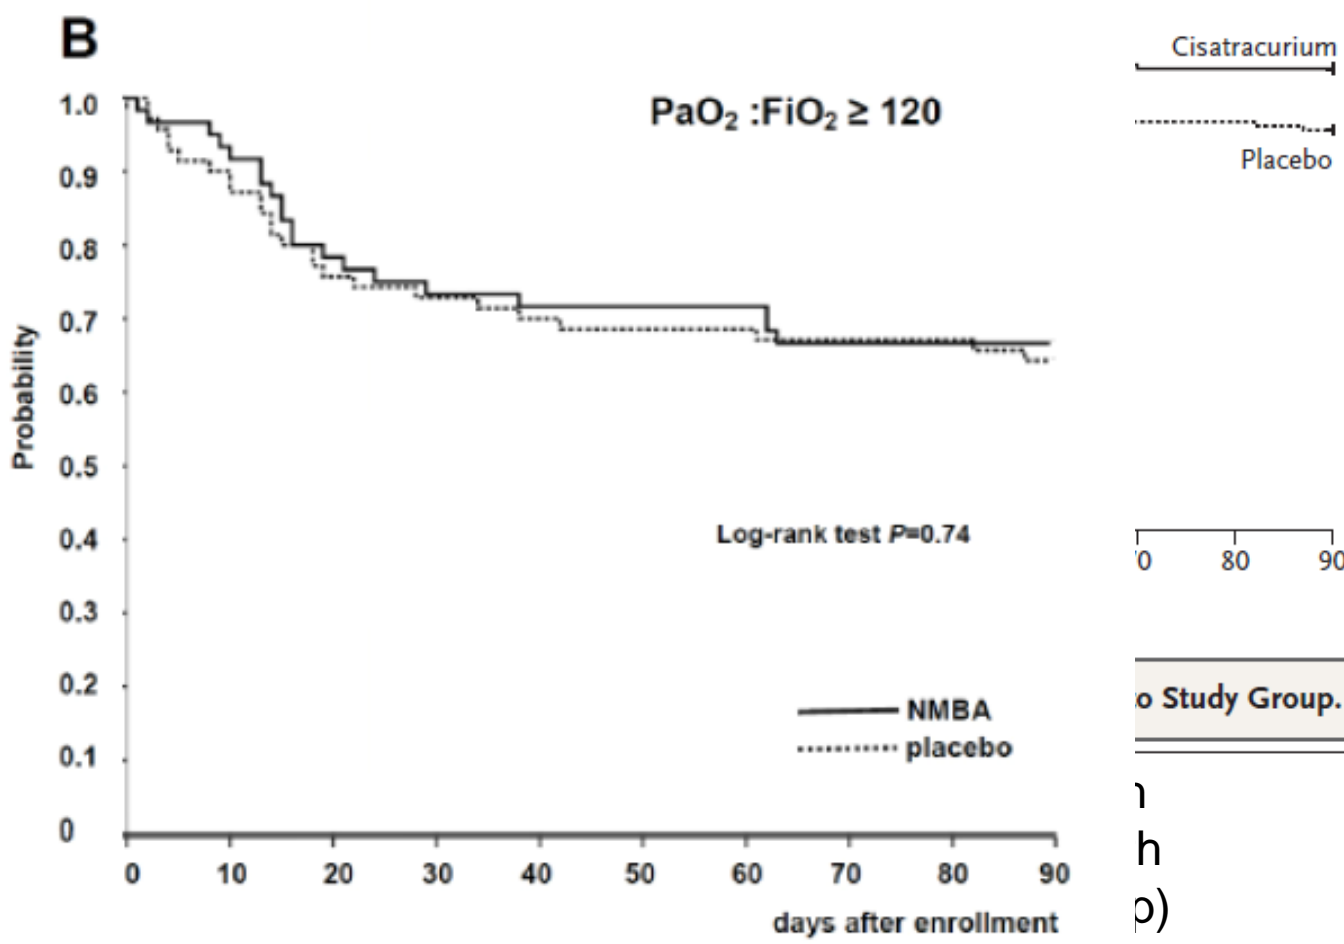 B
PaO₂ :FiO₂ ≥ 120
1.0
0.9
0.8
0.7
0.6
0.5
0.4
0.3
0.2
0.1
0
Probability
Log-rank test P=0.74
NMBA
placebo
0 10 20 30 40 50 60 70 80 90
days after enrollment
Cisatracurium
Placebo
0 80 90
o Study Group.
h
p)